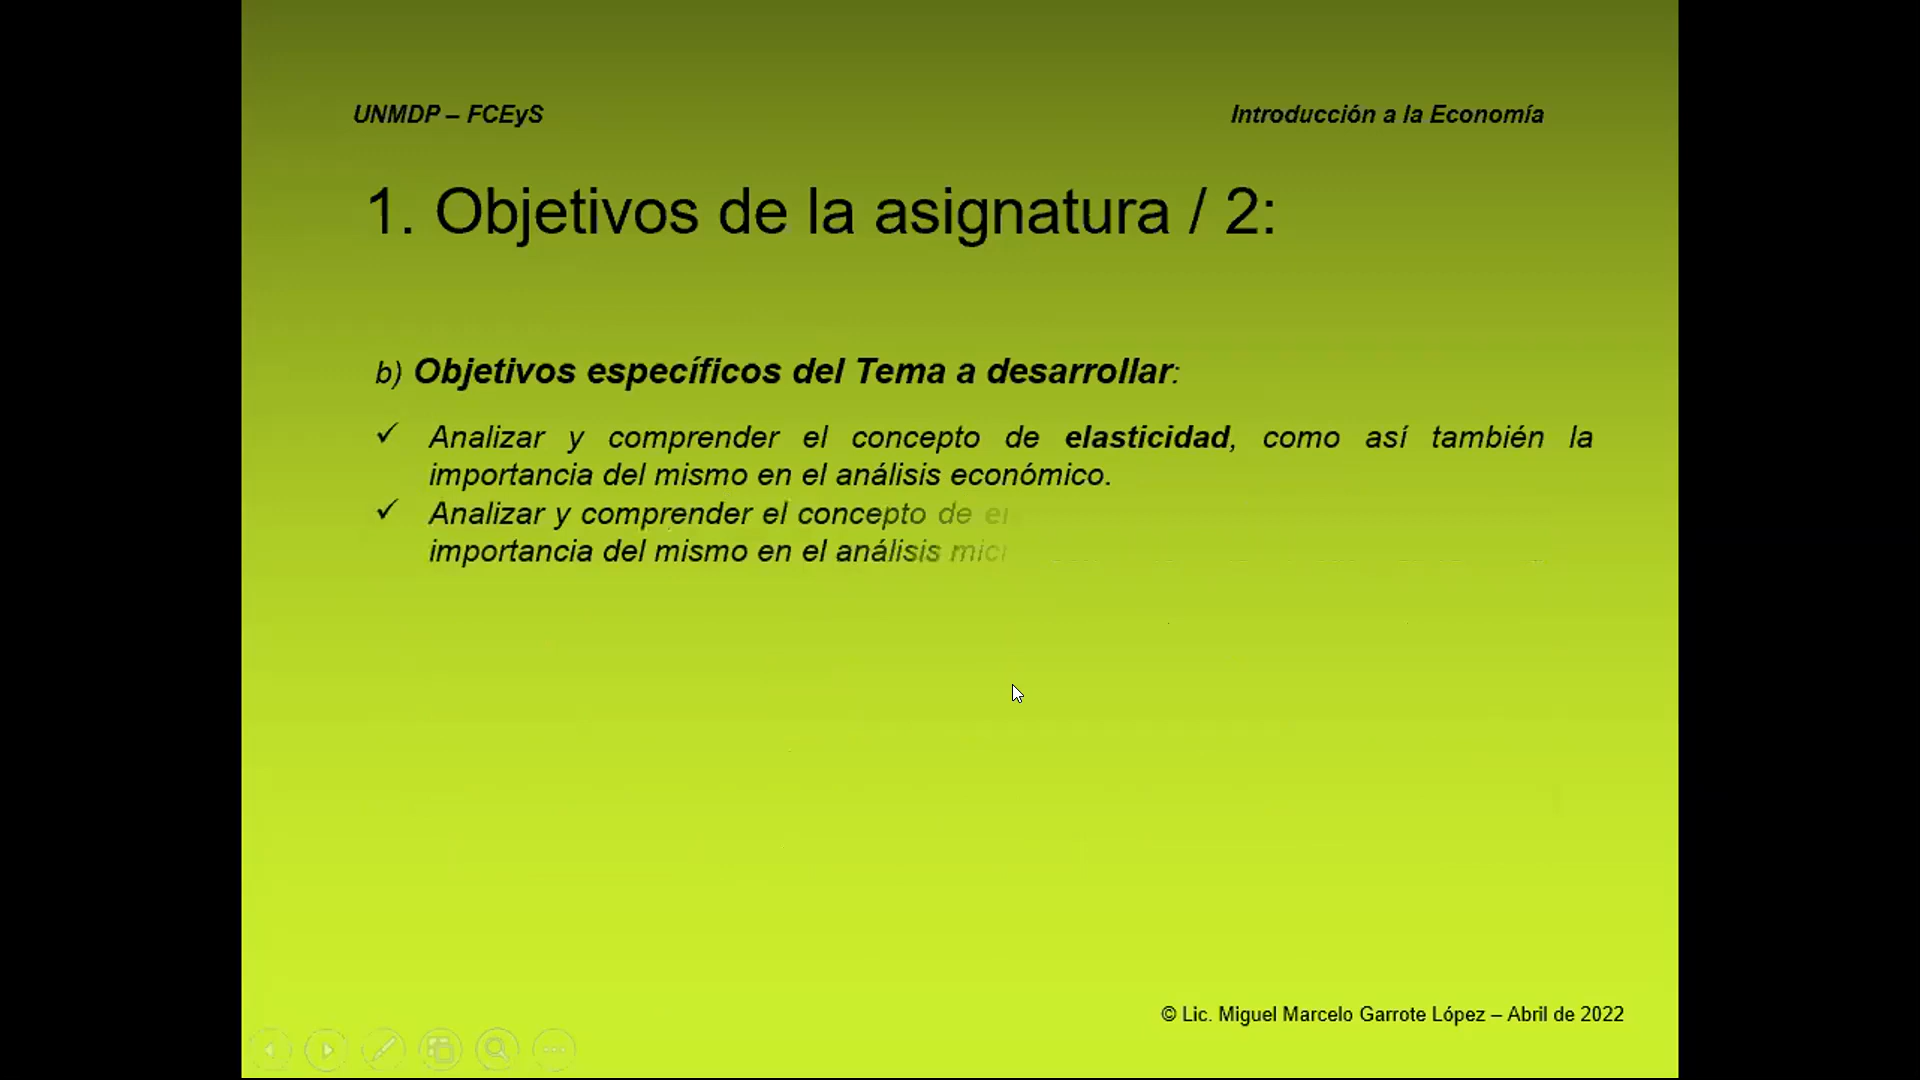 UNMDP – FCEyS
Introducción a la Economía
1. Objetivos de la asignatura / 2:
b) Objetivos específicos del Tema a desarrollar:
✓ Analizar y comprender el concepto de elasticidad, como así también la
importancia del mismo en el análisis económico.
✓ Analizar y comprender el concepto de
importancia del mismo en el análisis
© Lic. Miguel Marcelo Garrote López – Abril de 2022